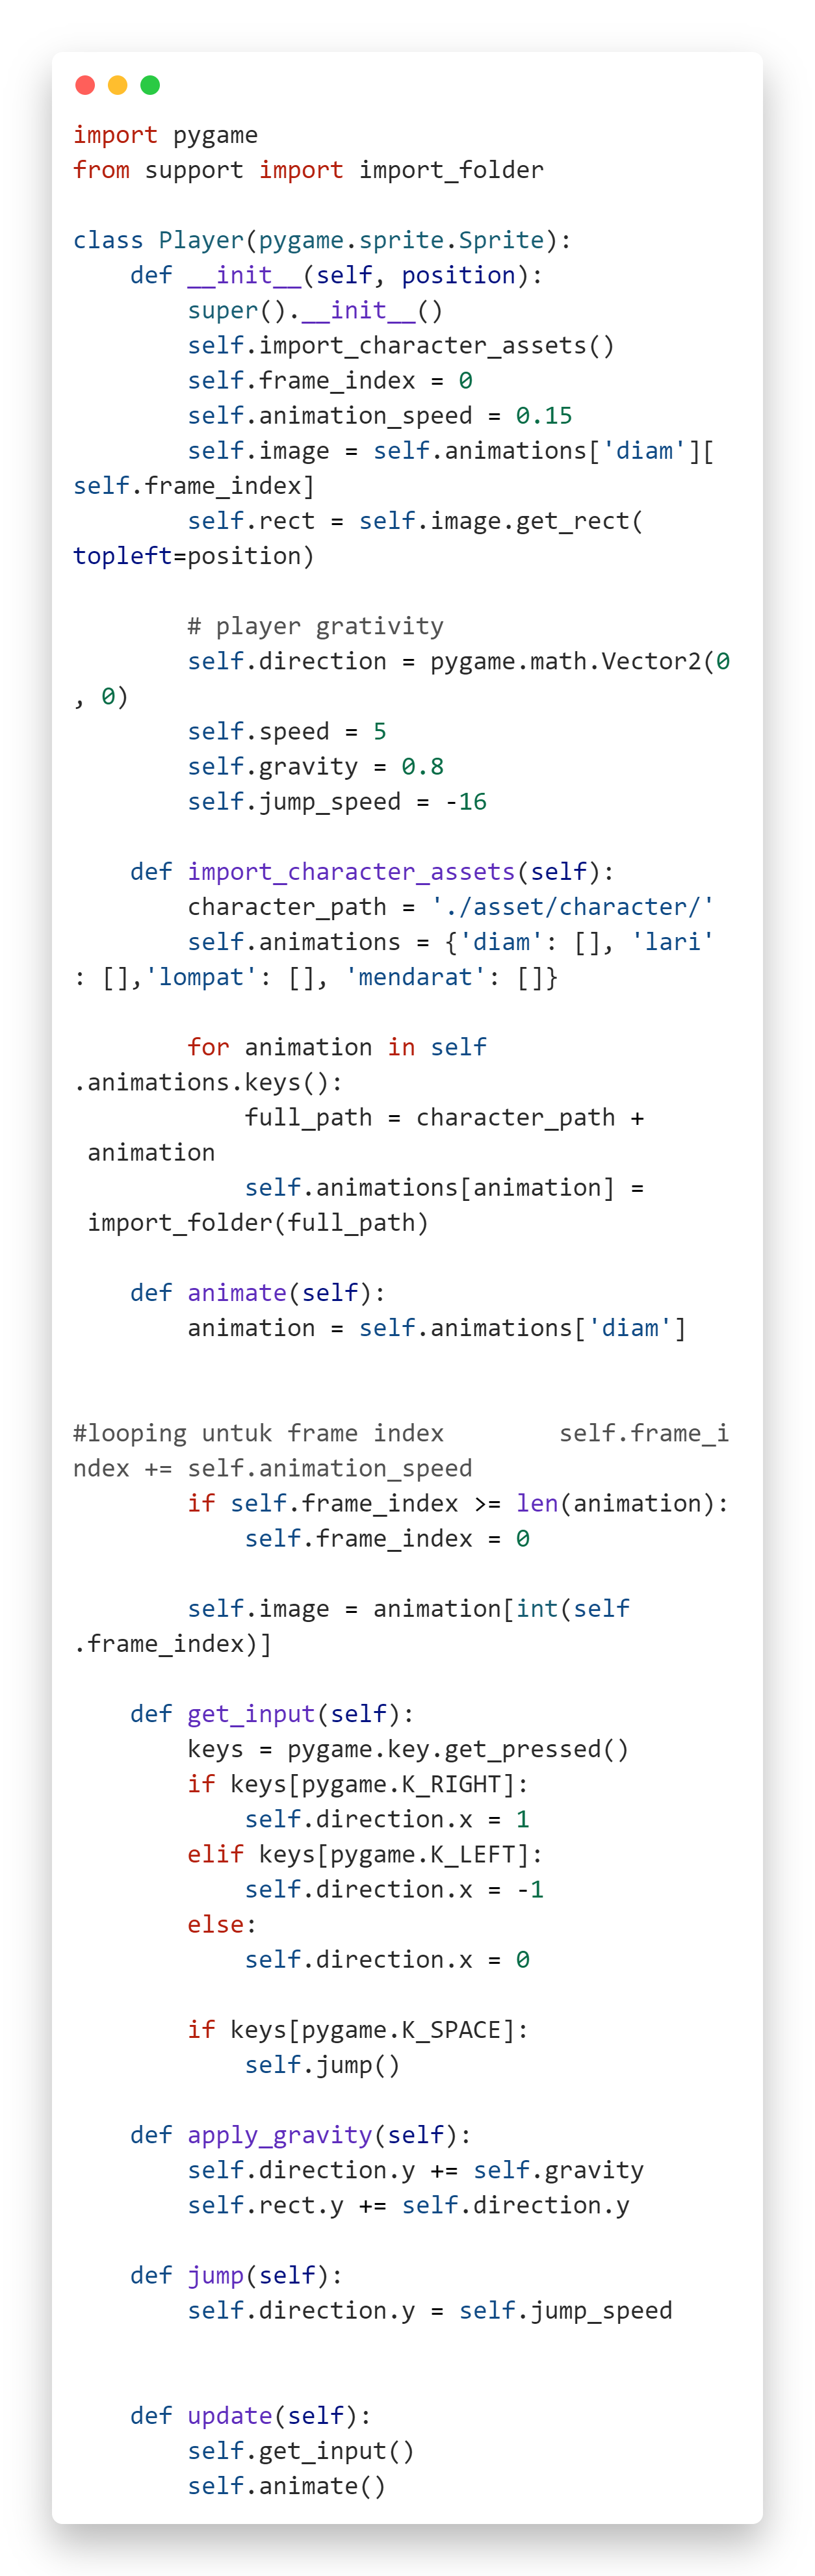 import pygame
from support import import_folder

class Player(pygame.sprite.Sprite):
    def __init__(self, position):
        super().__init__()
        self.import_character_assets()
        self.frame_index = 0
        self.animation_speed = 0.15
        self.image = self.animations['diam'][
self.frame_index]
        self.rect = self.image.get_rect(
topleft=position)

        # player grativity
        self.direction = pygame.math.Vector2(0
, 0)
        self.speed = 5
        self.gravity = 0.8
        self.jump_speed = -16

    def import_character_assets(self):
        character_path = './asset/character/'
        self.animations = {'diam': [], 'lari'
: [],'lompat': [], 'mendarat': []}

        for animation in self
.animations.keys():
            full_path = character_path +
 animation
            self.animations[animation] =
 import_folder(full_path)

    def animate(self):
        animation = self.animations['diam']


#looping untuk frame index        self.frame_i
ndex += self.animation_speed
        if self.frame_index >= len(animation):
            self.frame_index = 0

        self.image = animation[int(self
.frame_index)]

    def get_input(self):
        keys = pygame.key.get_pressed()
        if keys[pygame.K_RIGHT]:
            self.direction.x = 1
        elif keys[pygame.K_LEFT]:
            self.direction.x = -1
        else:
            self.direction.x = 0

        if keys[pygame.K_SPACE]:
            self.jump()

    def apply_gravity(self):
        self.direction.y += self.gravity
        self.rect.y += self.direction.y

    def jump(self):
        self.direction.y = self.jump_speed


    def update(self):
        self.get_input()
        self.animate()